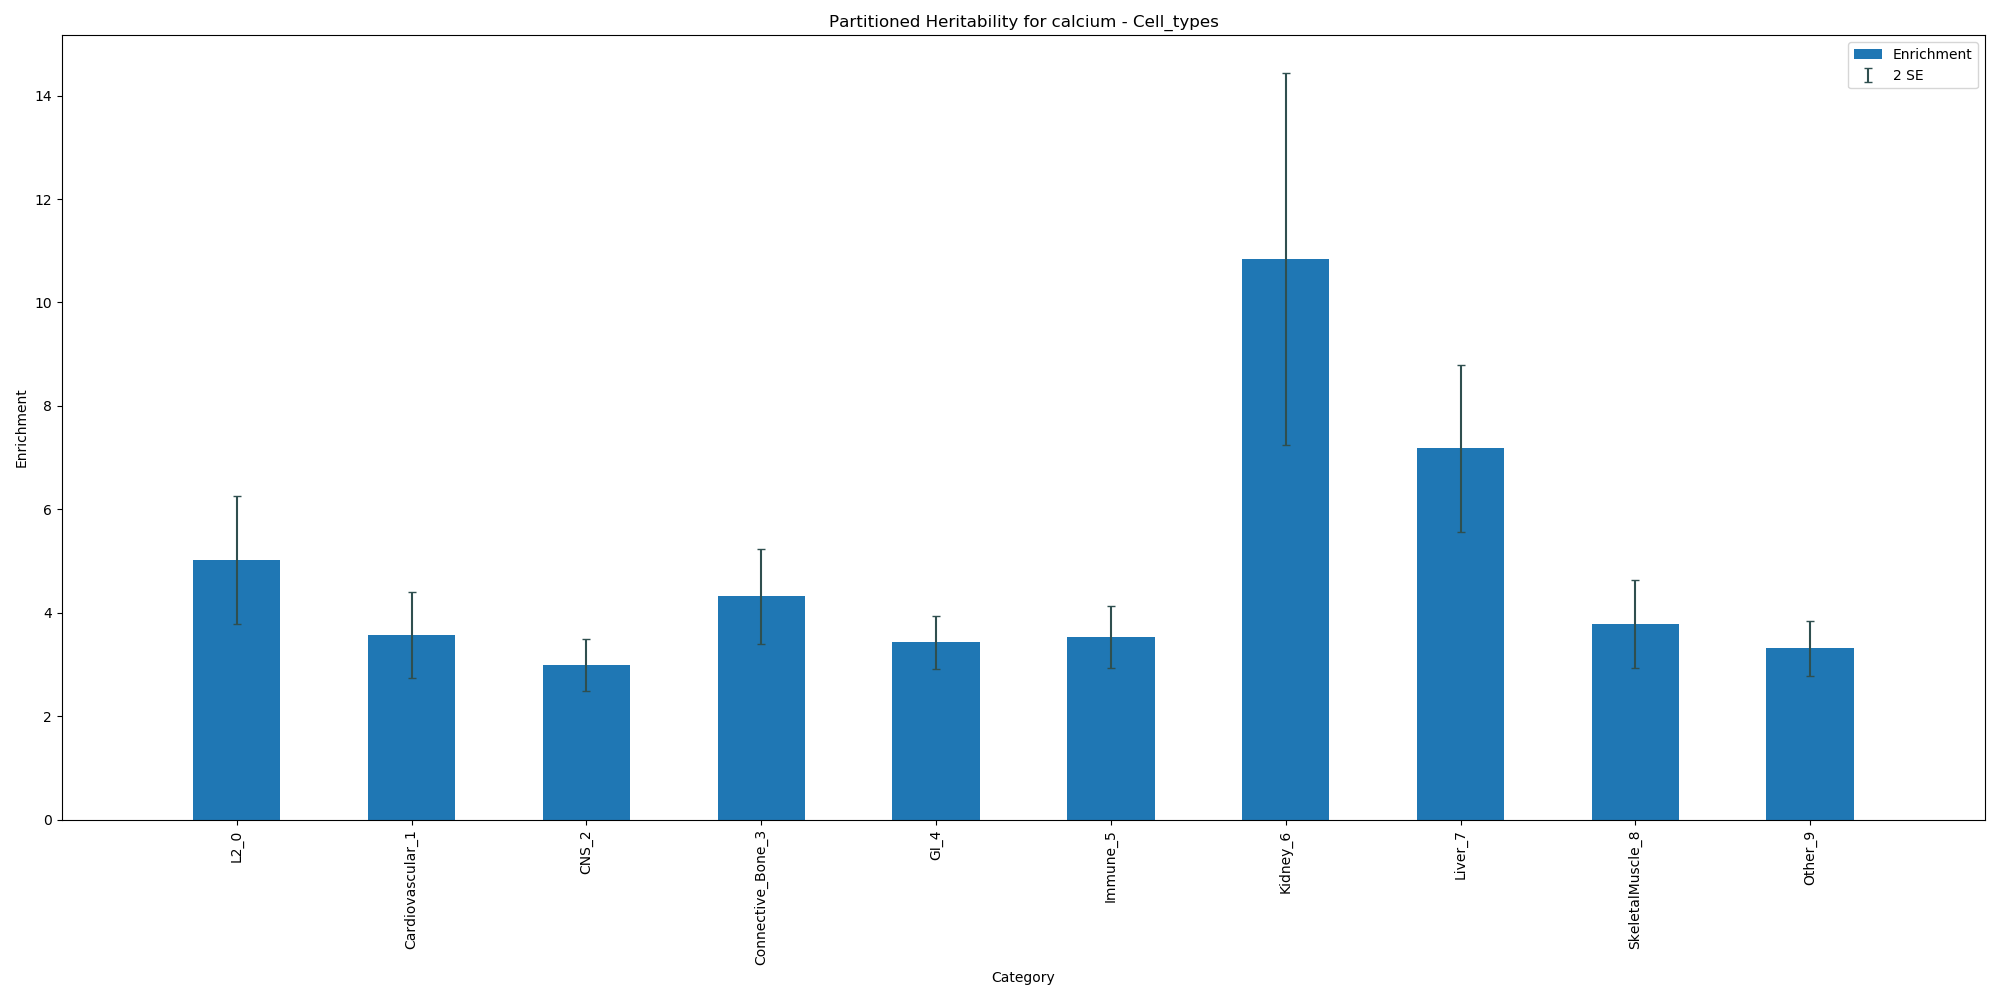 Partitioned Heritability for calcium - Cell_types
Enrichment
2 SE
14
12
10
8
6
4
2
0
Enrichment
L2_0
Cardiovascular_1
CNS_2
Connective_Bone_3
GI_4
Immune_5
Kidney_6
Liver_7
SkeletalMuscle_8
Other_9
Category